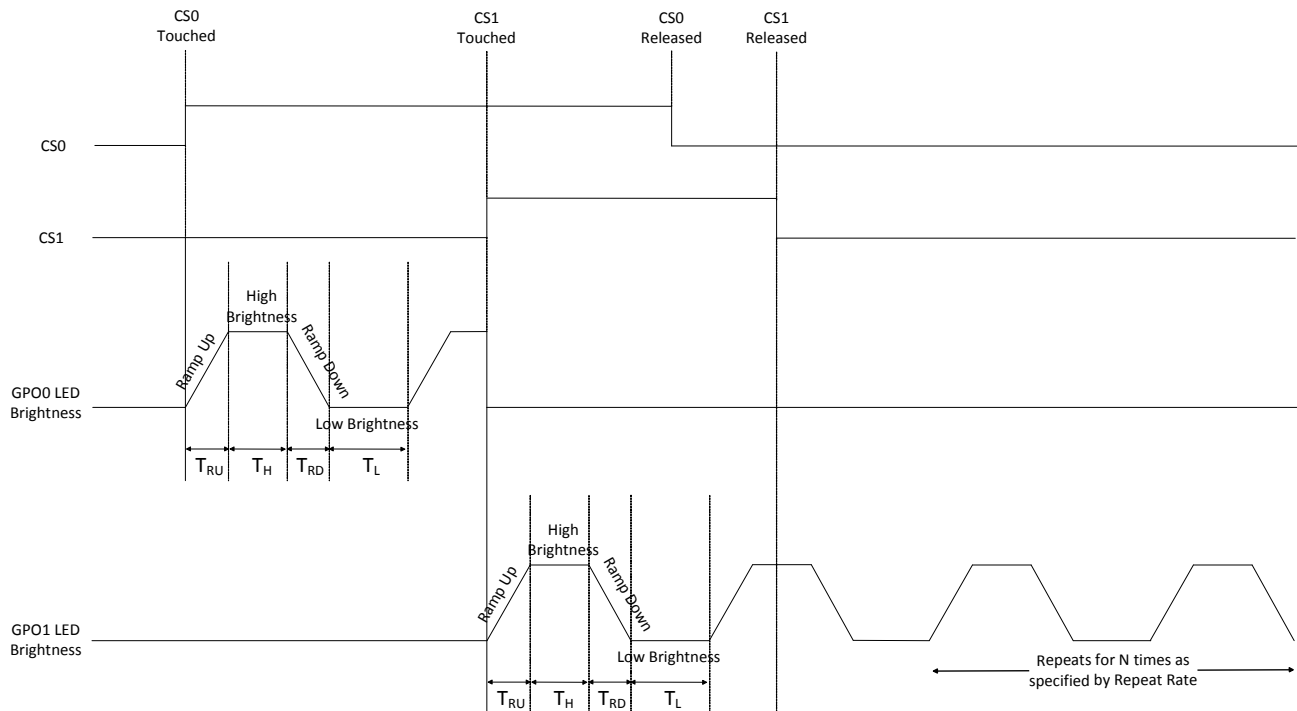 CS0
Touched
CS1
Touched
CS0
Released
CS1
Released
CS0
CS1
High
Brightness
Ramp Up
Ramp Down
GPO0 LED
Brightness
Low Brightness
TRU
TH
TRD
TL
High
Brightness
Ramp Up
Ramp Down
GPO1 LED
Brightness
Low Brightness
Repeats for N times as
specified by Repeat Rate
TRU
TH
TRD
TL